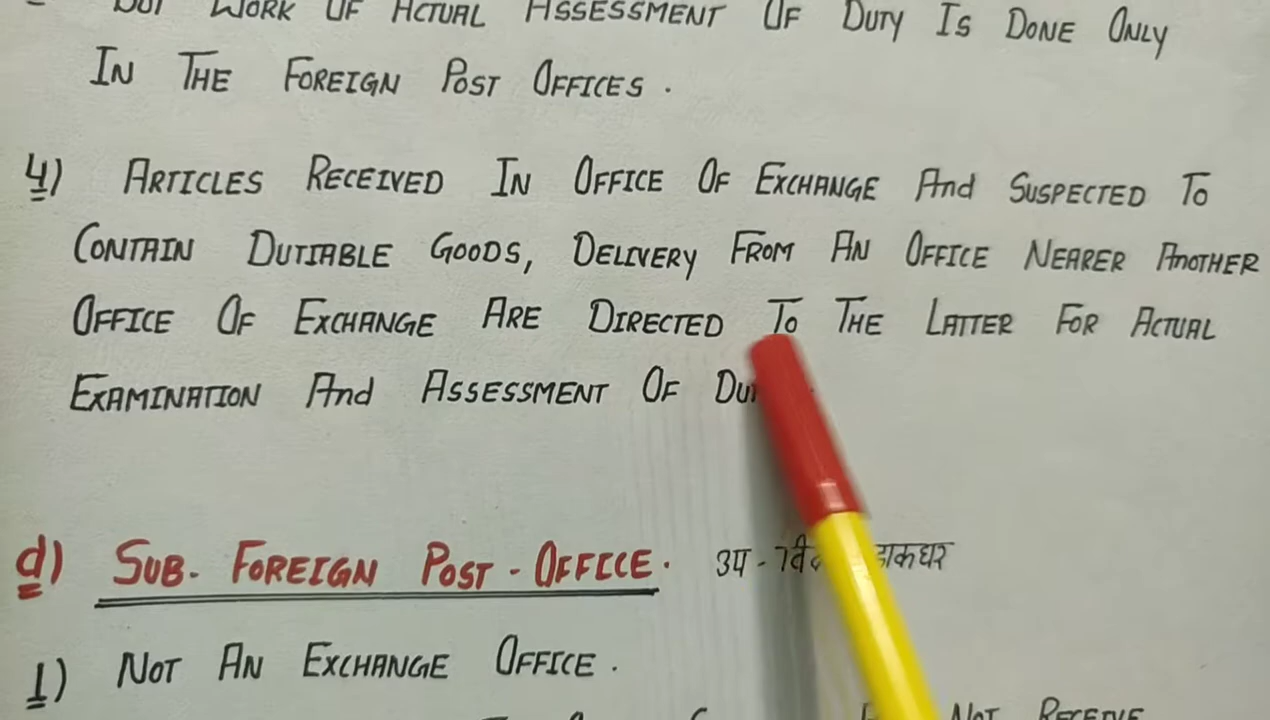 But Work Of Actual Assessment Of Duty Is Done Only
In The Foreign Post Offices.
4) Articles Received In Office Of Exchange And Suspected To
Contain Dutiable Goods, Delivery From An Office Nearer Another
Office Of Exchange Are Directed To The Latter For Actual
Examination And Assessment Of
d) Sub-Foreign Post-Office. उप-
1) Not An Exchange Office.
Not Receive